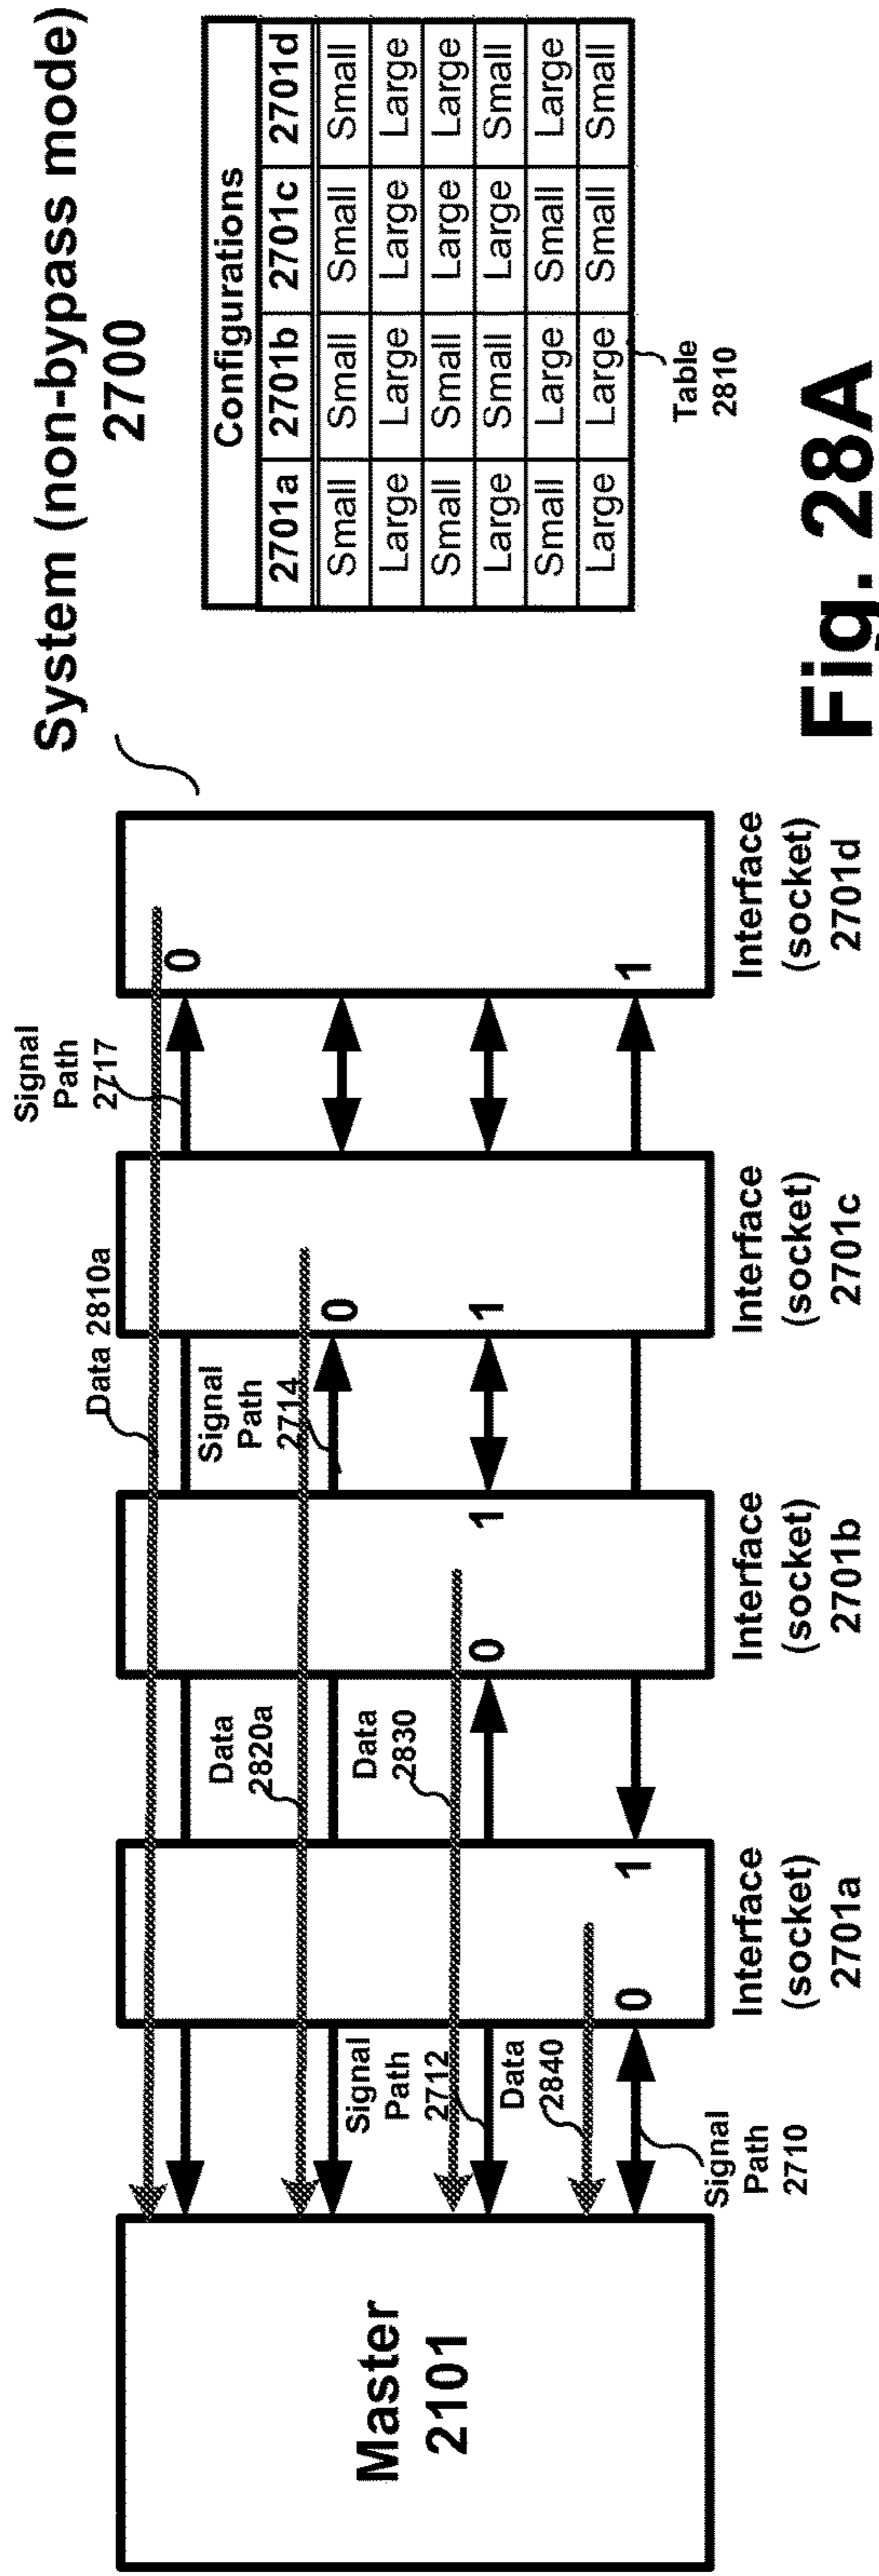 System (non-bypass mode)
2700
Signal
Path
2717
Data 2810a
Signal
Path
2714
Data
2820a
Data
2830
Signal
Path
2712
Data
2840
Signal
Path
2710
Master
2101
0
1
0
1
0
1
0
1
Interface
(socket)
2701a
Interface
(socket)
2701b
Interface
(socket)
2701c
Interface
(socket)
2701d
Configurations
2701a 2701b 2701c 2701d
Small Small Small Small
Large Large Large Large
Small Small Large Large
Large Small Large Small
Small Large Small Large
Large Large Small Small
Table
2810
Fig. 28A